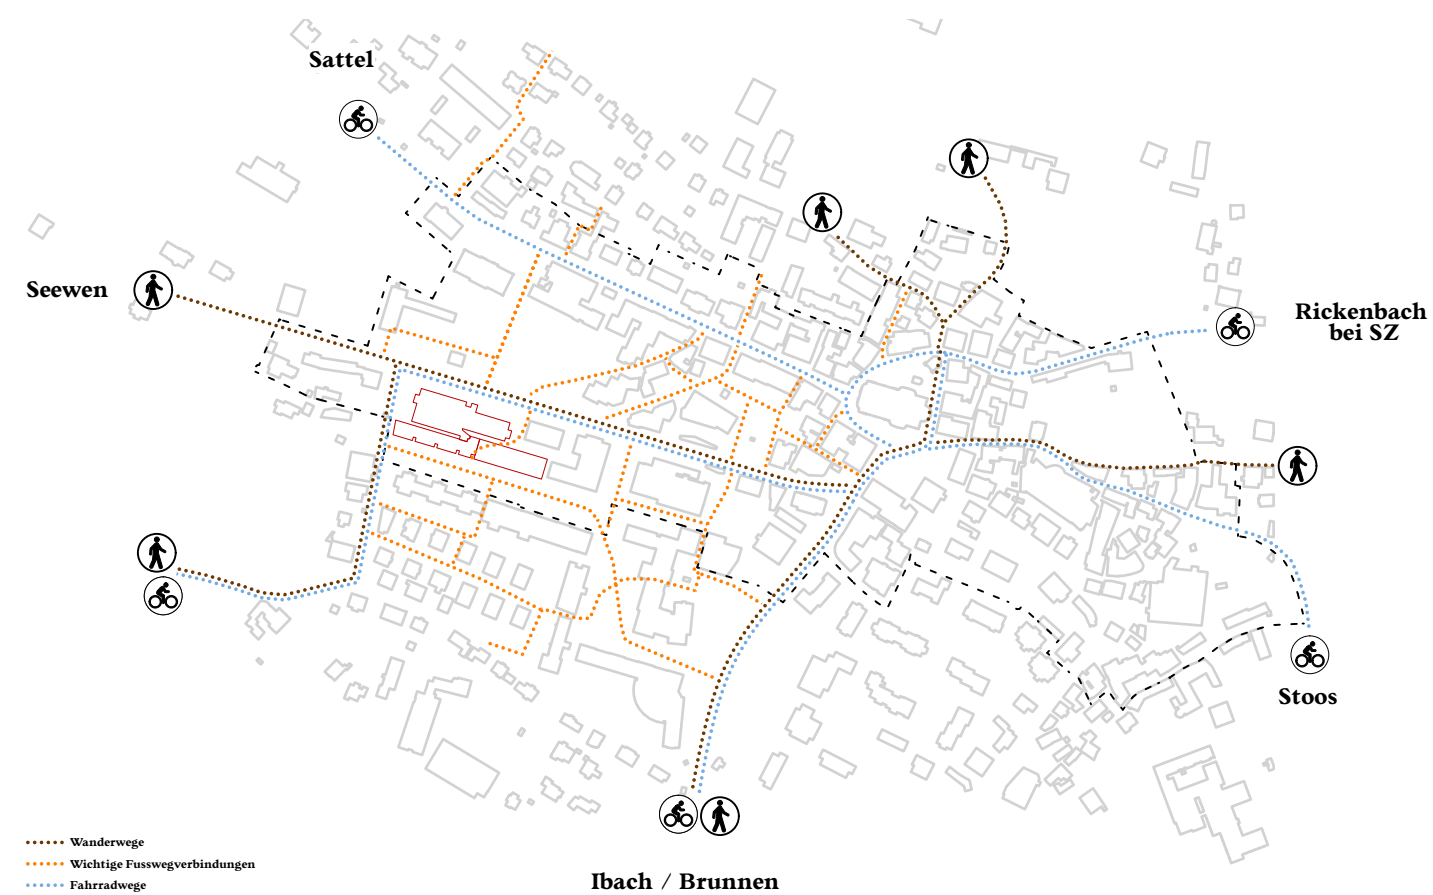 Sattel
Seewen
Rickenbach
bei SZ
Stoos
Wanderwege
Wichtige Fusswegverbindungen
Fahrradwege
Ibach / Brunnen